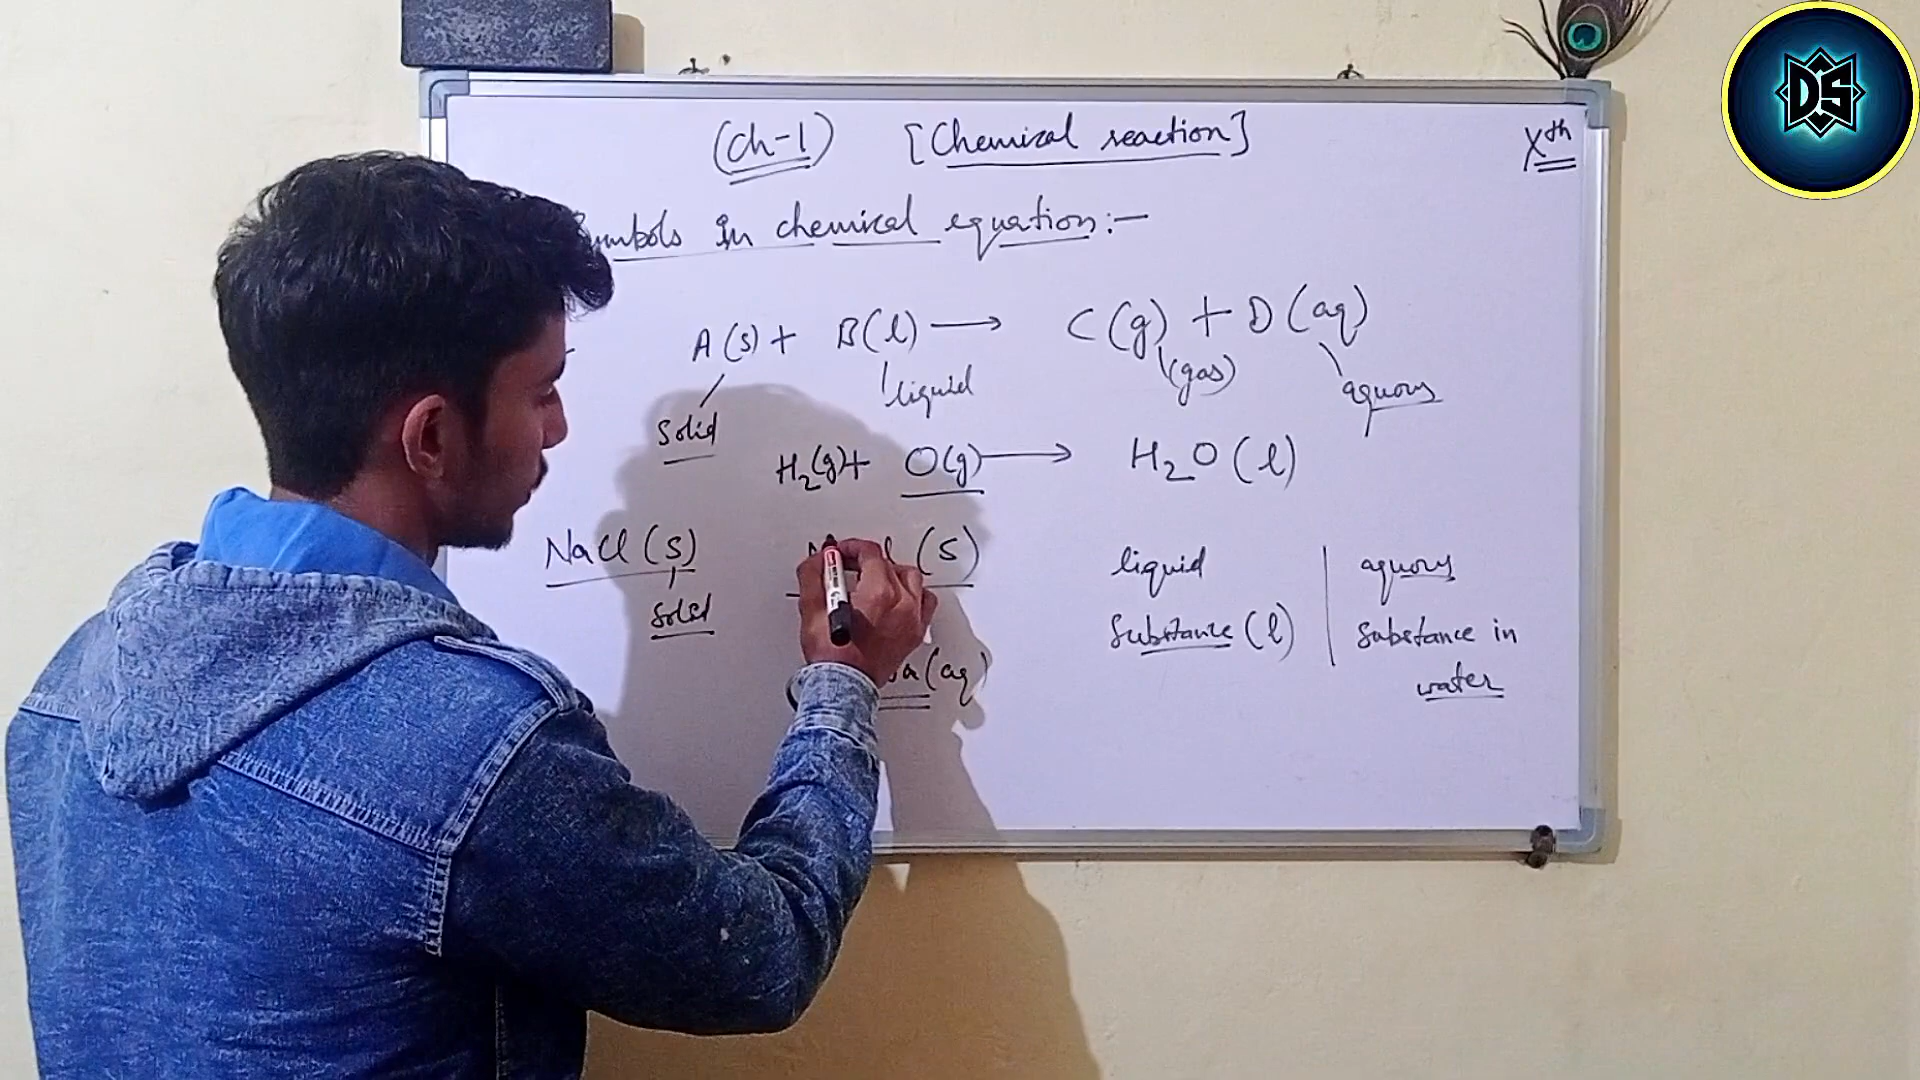 DS
(Ch-1) [Chemical reaction] Xth
Symbols in chemical equation:-
A(s) + B(l) → C(g) + D(aq)
solid liquid (gas) aquous
H₂(g) + O(g) → H₂O(l)
NaCl(s) (s) liquid | aquous
solid substance (l) | substance in
(aq) water